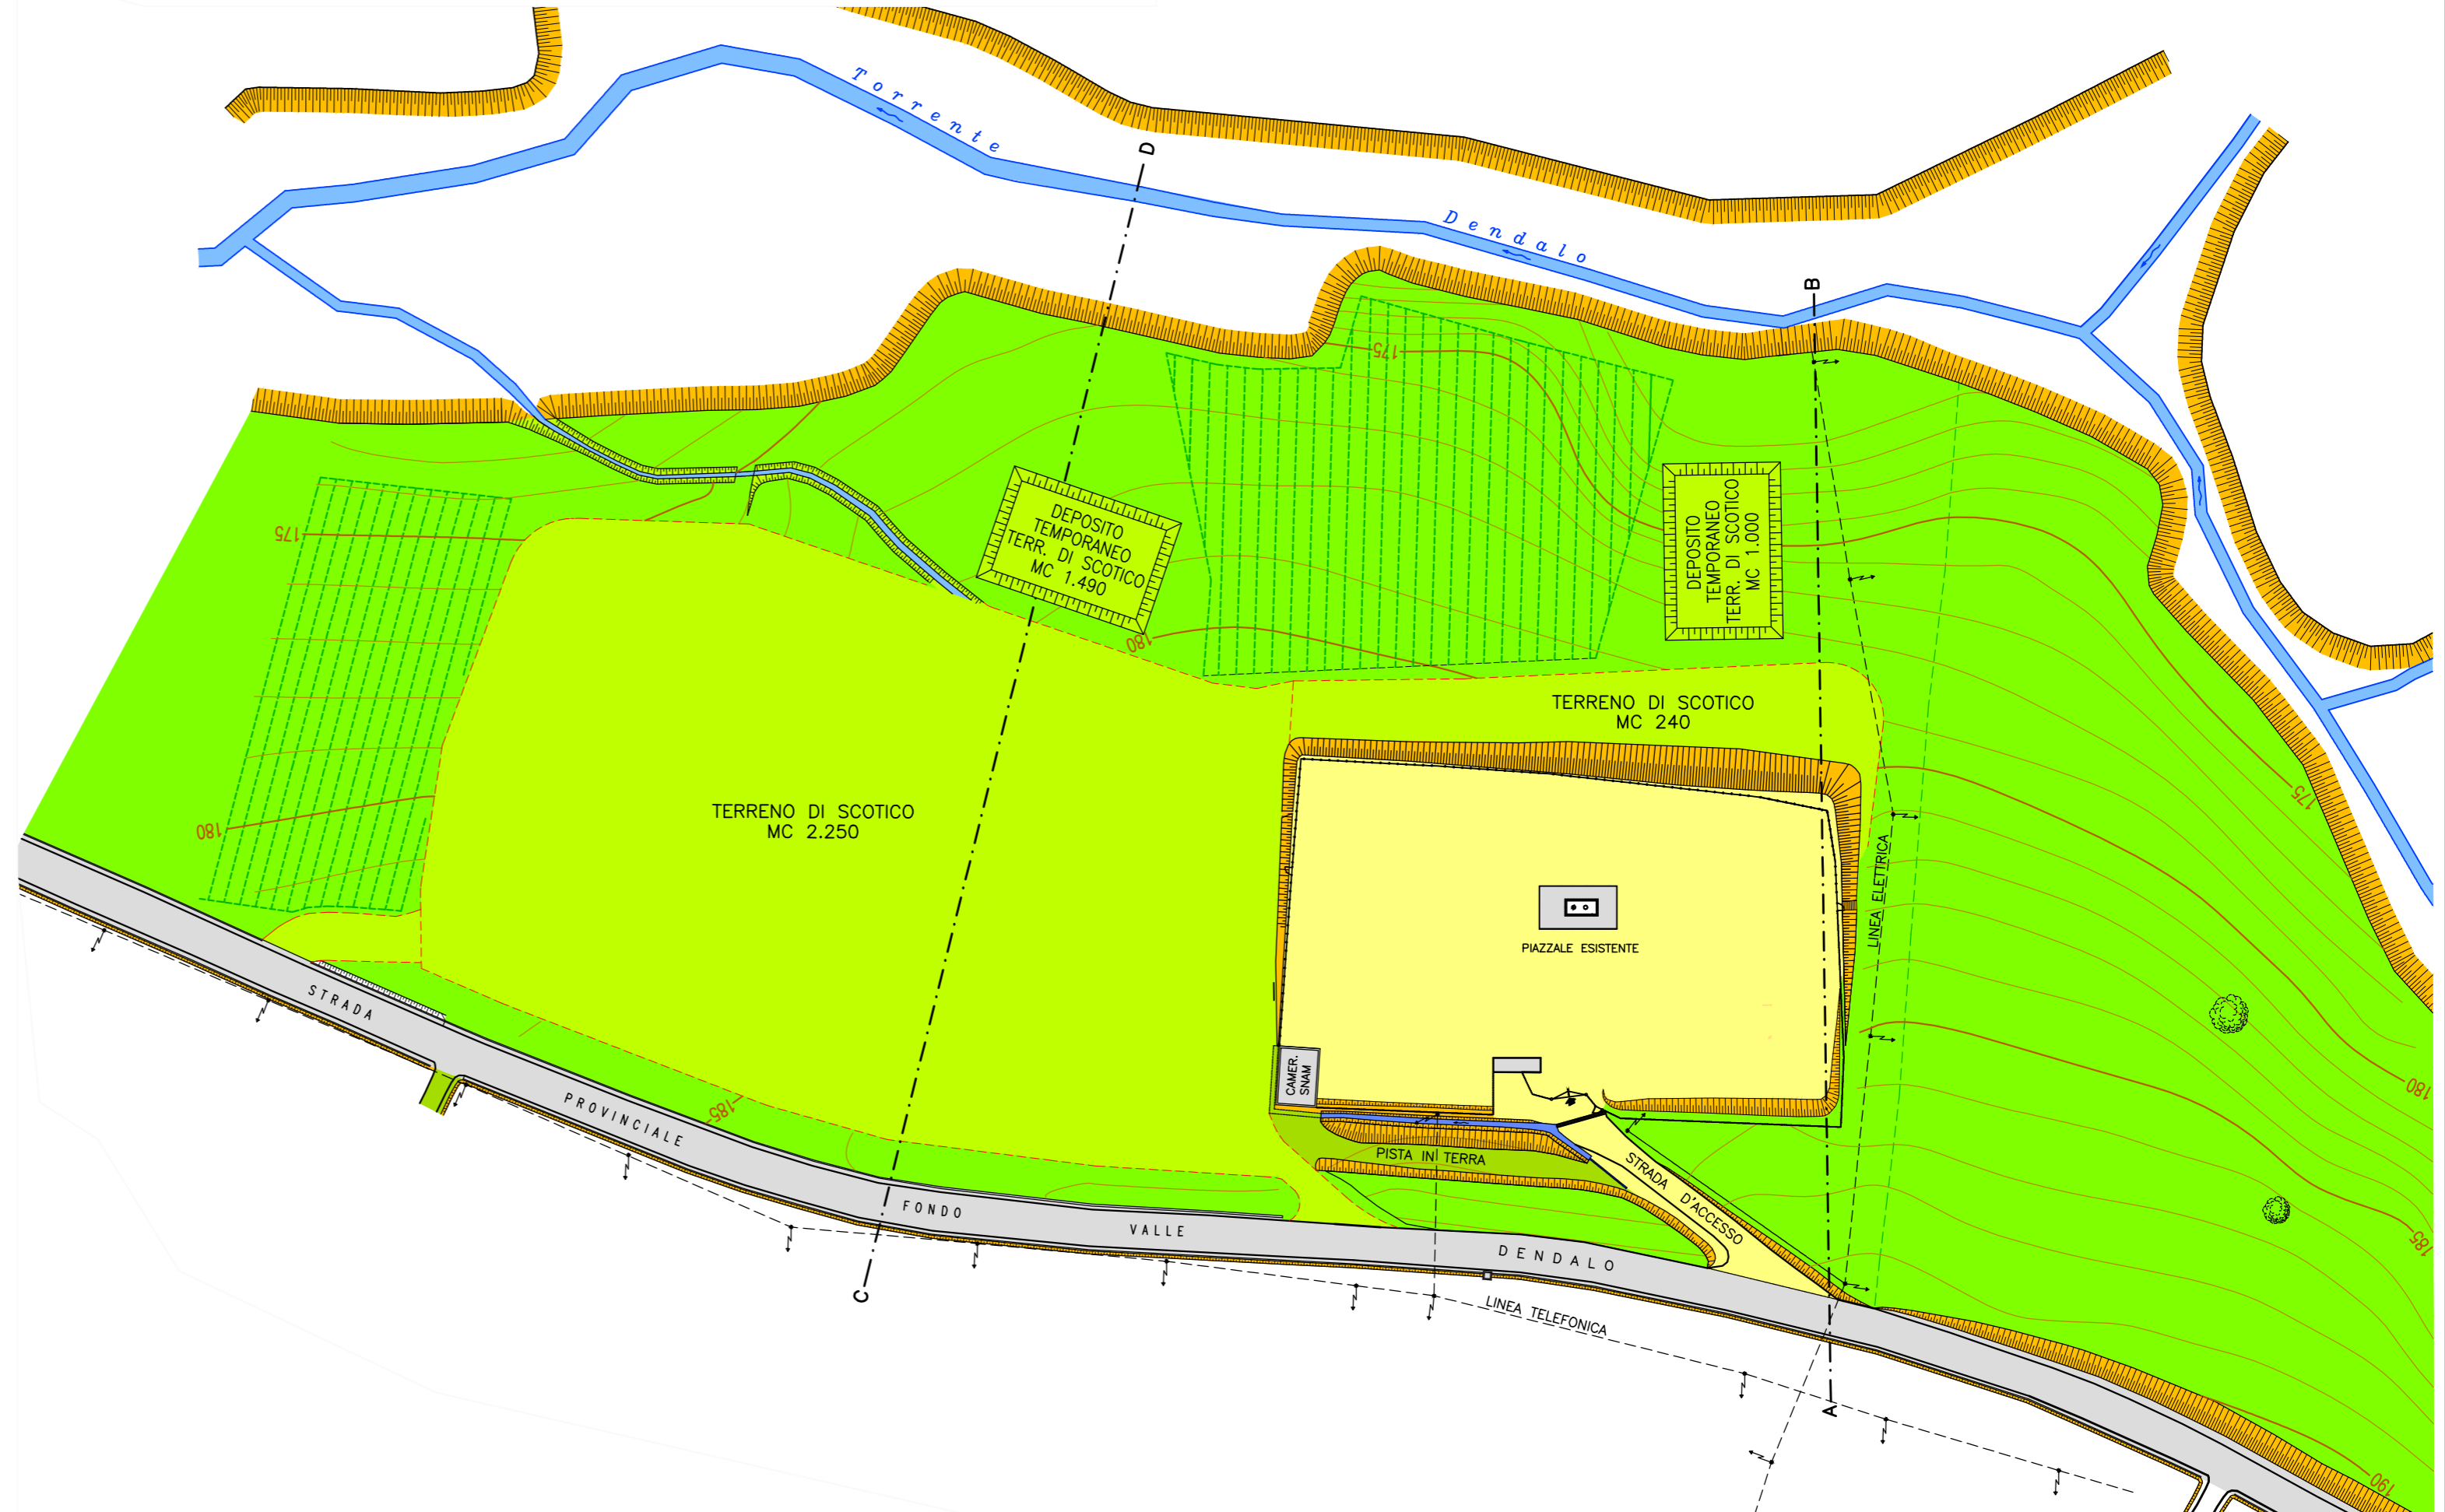 Torrente
D
Dendalo
B
175
175
DEPOSITO
TEMPORANEO
TERR. DI SCOTICO
MC 1.490
DEPOSITO
TEMPORANEO
TERR. DI SCOTICO
MC 1.000
180
TERRENO DI SCOTICO
MC 240
175
180
TERRENO DI SCOTICO
MC 2.250
LINEA ELETTRICA
PIAZZALE ESISTENTE
STRADA
CAMER.
SNAM
180
PROVINCIALE
185
PISTA IN TERRA
STRADA D'ACCESSO
FONDO
VALLE
DENDALO
185
C
LINEA TELEFONICA
A
190